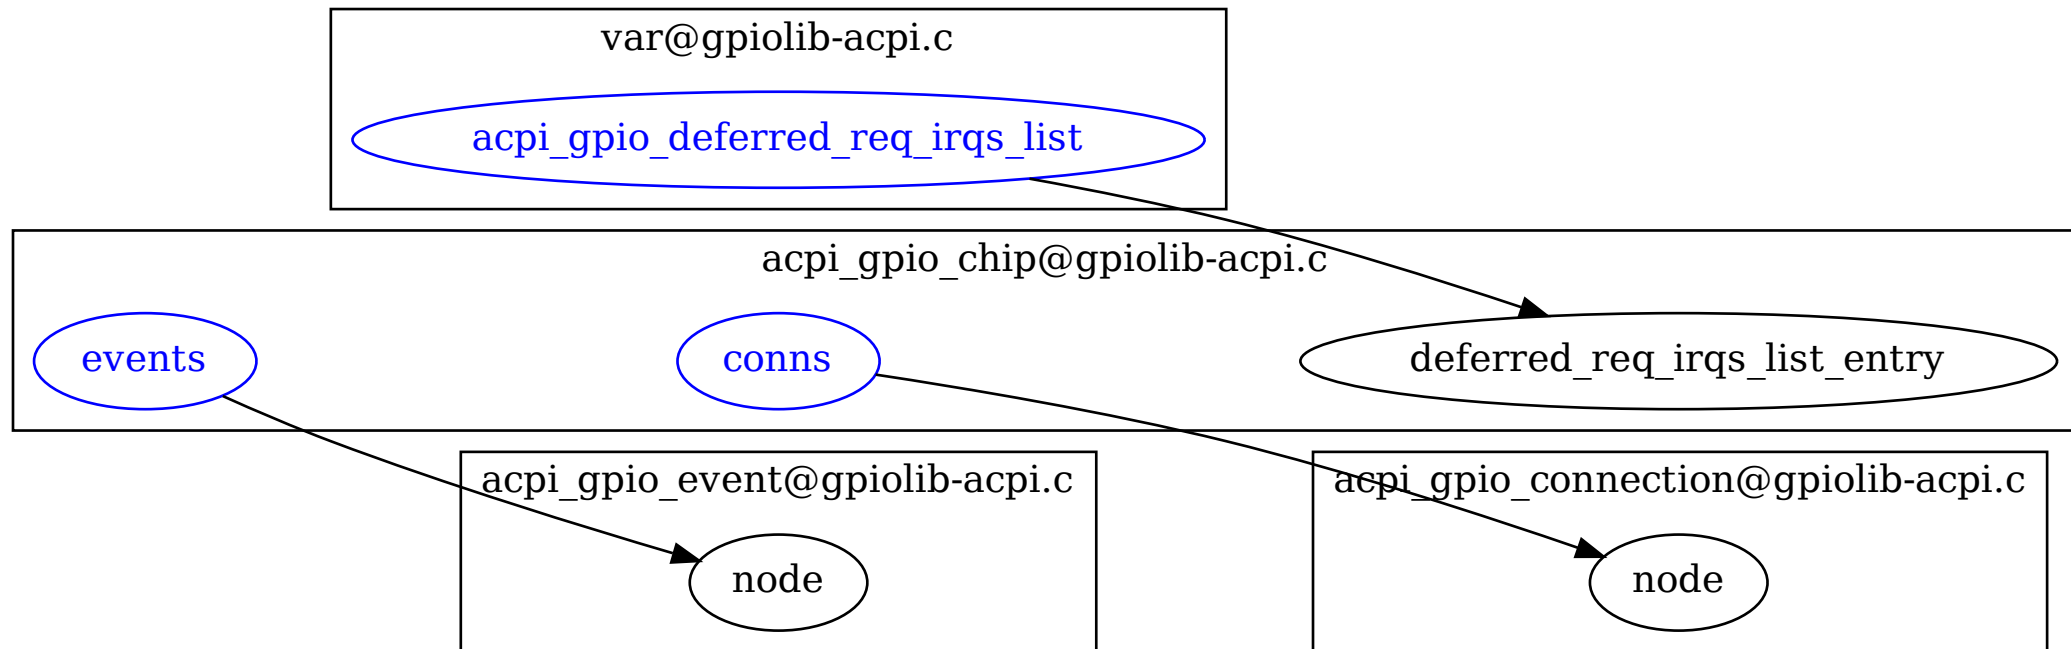 var@gpiolib-acpi.c
acpi_gpio_deferred_req_irqs_list
acpi_gpio_chip@gpiolib-acpi.c
events
conns
deferred_req_irqs_list_entry
acpi_gpio_event@gpiolib-acpi.c
acpi_gpio_connection@gpiolib-acpi.c
node
node